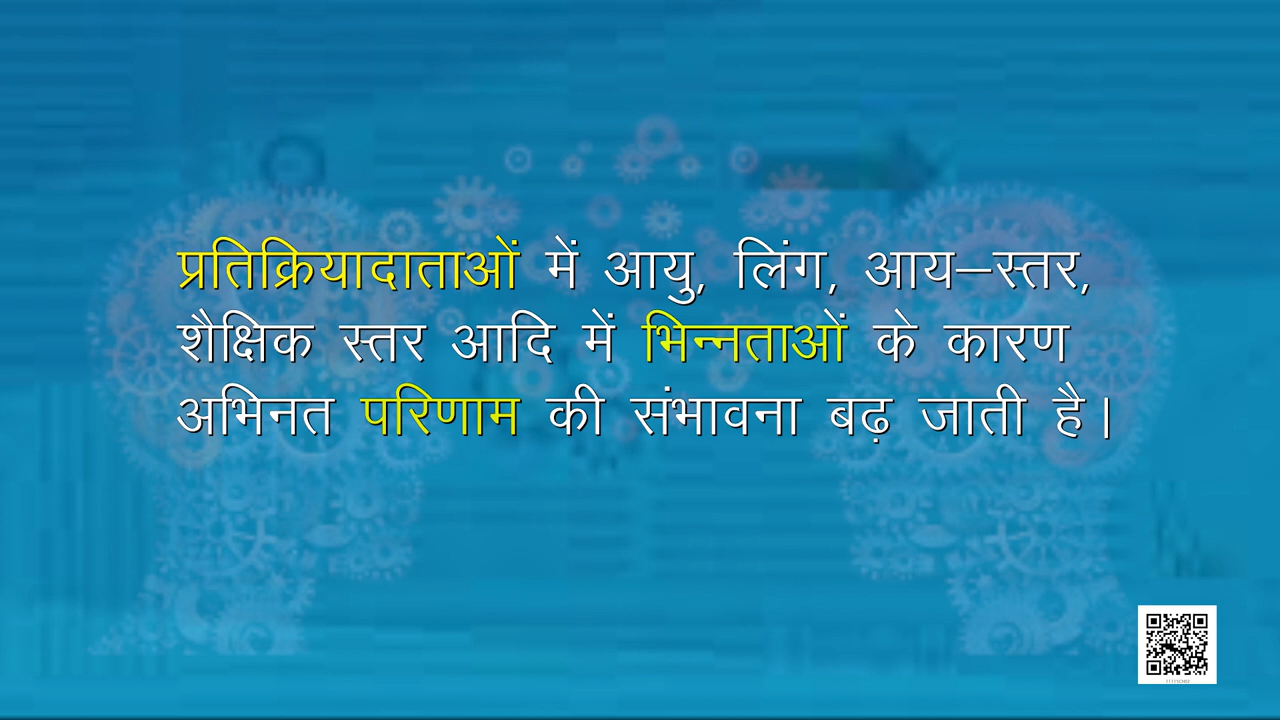 प्रतिक्रियादाताओं में आयु, लिंग, आय–स्तर,
शैक्षिक स्तर आदि में भिन्नताओं के कारण
अभिनत परिणाम की संभावना बढ़ जाती है।